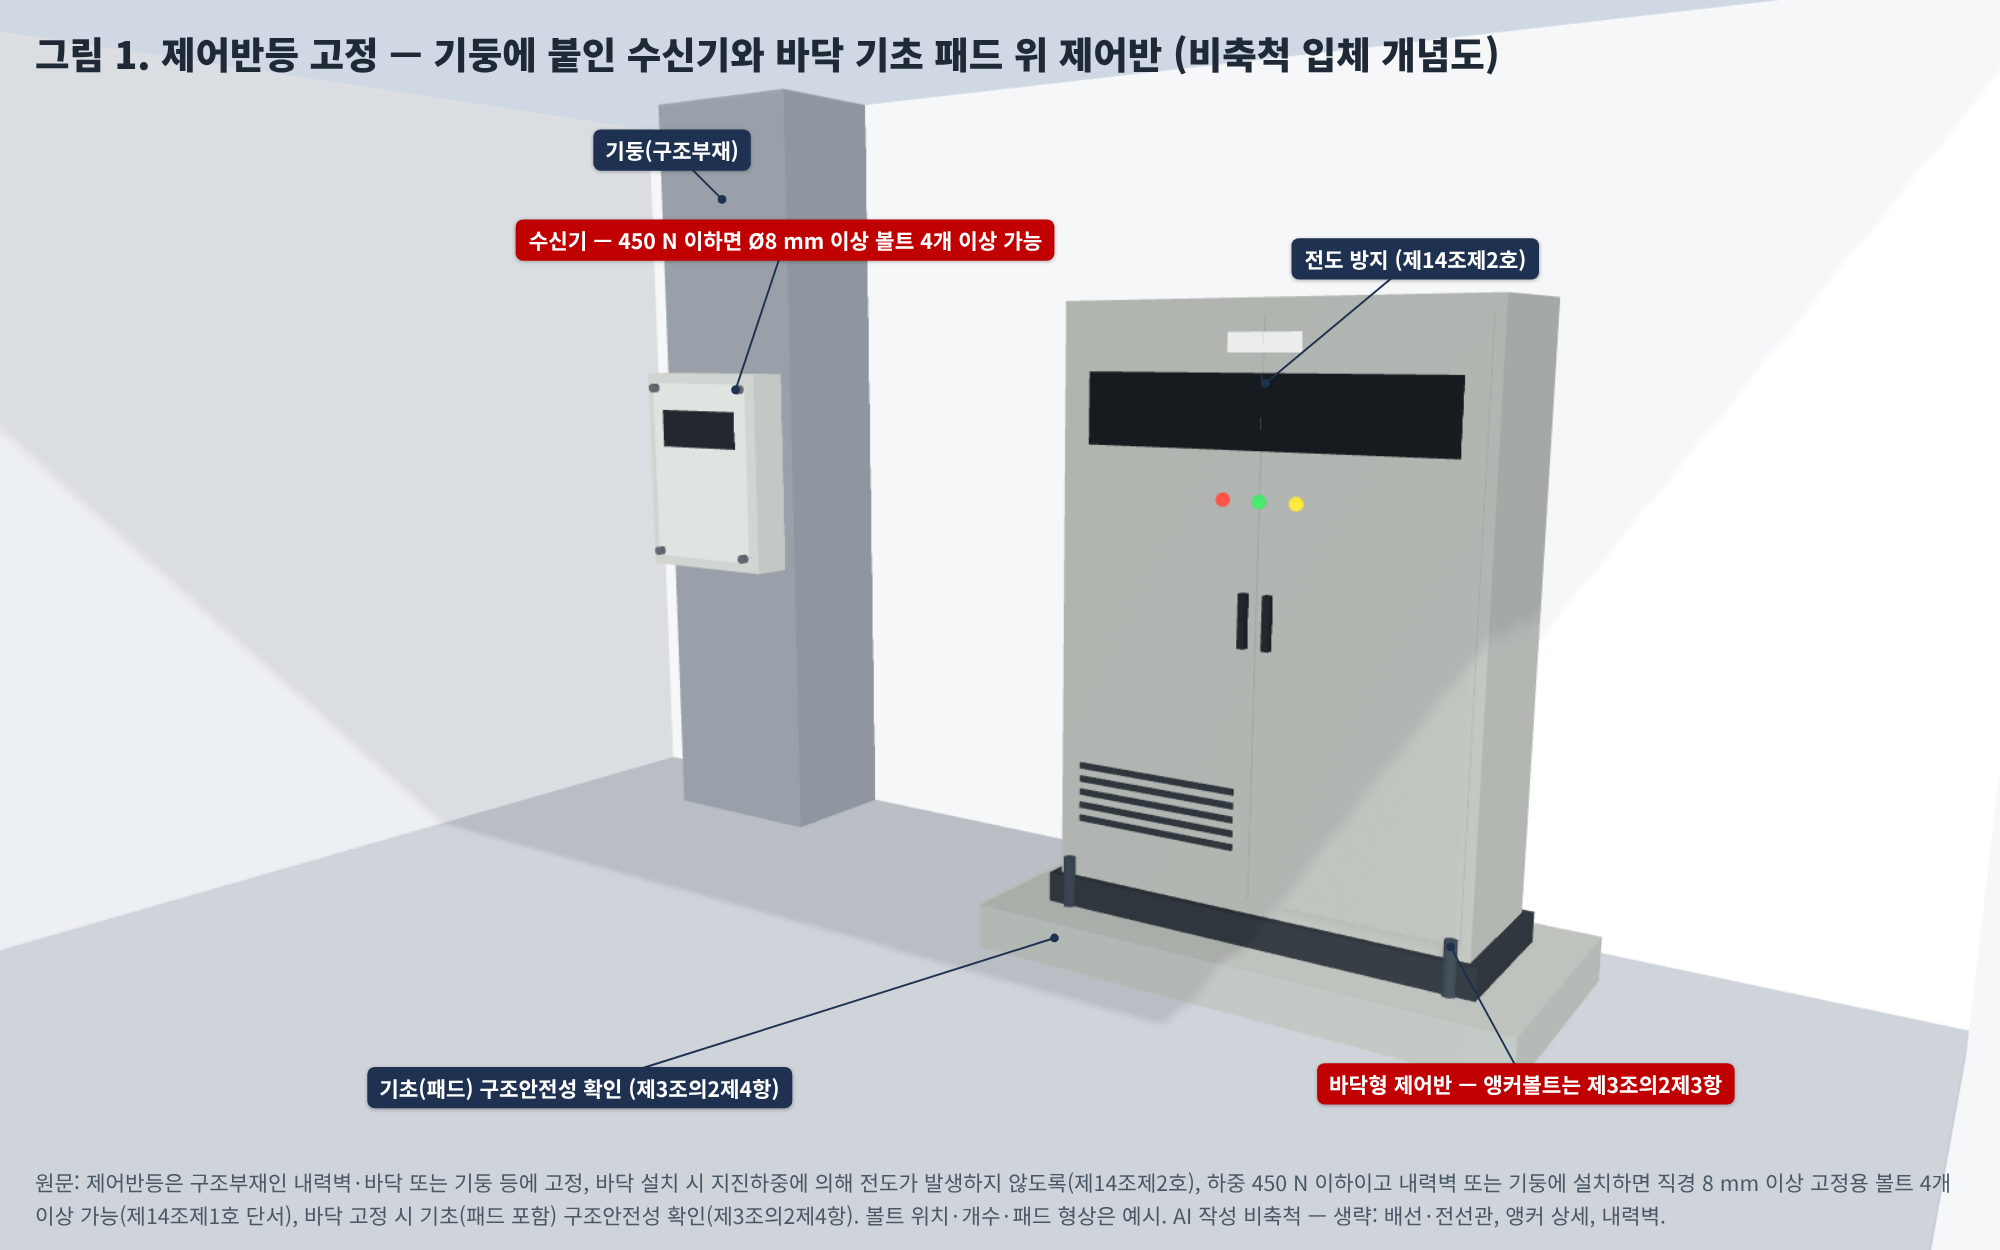 그림 1. 제어반등 고정 — 기둥에 붙인 수신기와 바닥 기초 패드 위 제어반 (비축척 입체 개념도)
기둥(구조부재)
수신기 — 450 N 이하면 Ø8 mm 이상 볼트 4개 이상 가능
전도 방지 (제14조제2호)
기초(패드) 구조안전성 확인 (제3조의2제4항)
바닥형 제어반 — 앵커볼트는 제3조의2제3항
원문: 제어반등은 구조부재인 내력벽·바닥 또는 기둥 등에 고정, 바닥 설치 시 지진하중에 의해 전도가 발생하지 않도록(제14조제2호), 하중 450 N 이하이고 내력벽 또는 기둥에 설치하면 직경 8 mm 이상 고정용 볼트 4개
이상 가능(제14조제1호 단서), 바닥 고정 시 기초(패드 포함) 구조안전성 확인(제3조의2제4항). 볼트 위치·개수·패드 형상은 예시. AI 작성 비축척 — 생략: 배선·전선관, 앵커 상세, 내력벽.